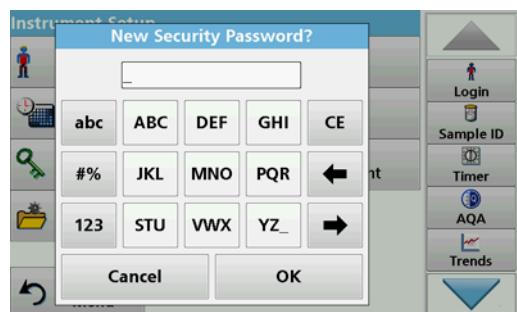 Instrument Setup
New Security Password?
_
abc ABC DEF GHI CE
#% JKL MNO PQR
123 STU VWX YZ_
Cancel OK
Menu
Login
Sample ID
Timer
AQA
Trends